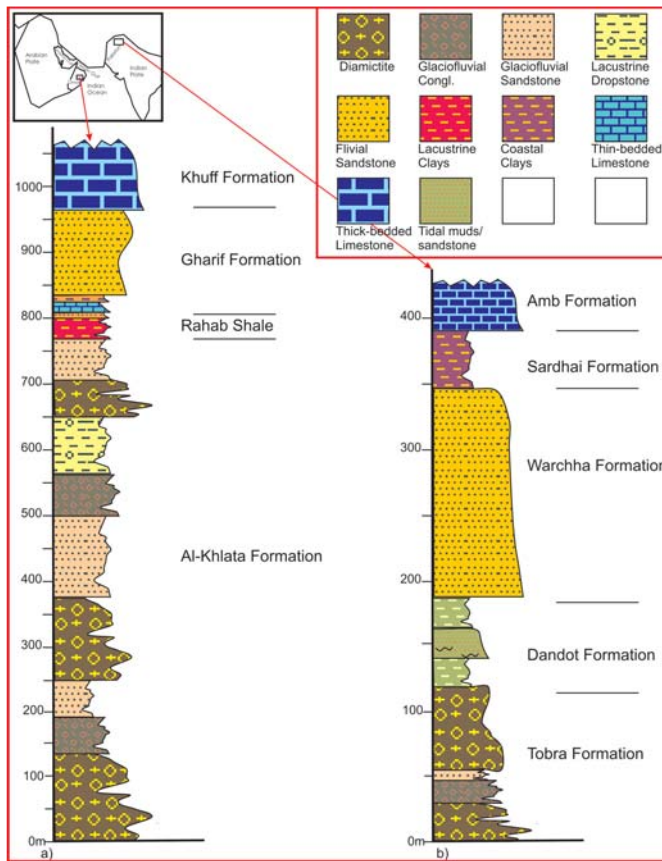 Arabian
Plate
Indian
Plate
Indian
Ocean
Diamictite
Glaciofluvial
Congl.
Glaciofluvial
Sandstone
Lacustrine
Dropstone
Flivial
Sandstone
Lacustrine
Clays
Coastal
Clays
Thin-bedded
Limestone
Thick-bedded
Limestone
Tidal muds/
sandstone
1000
900
800
700
600
500
400
300
200
100
0m
a)
Khuff Formation
Gharif Formation
Rahab Shale
Al-Khlata Formation
400
300
200
100
0m
b)
Amb Formation
Sardhai Formation
Warchha Formation
Dandot Formation
Tobra Formation